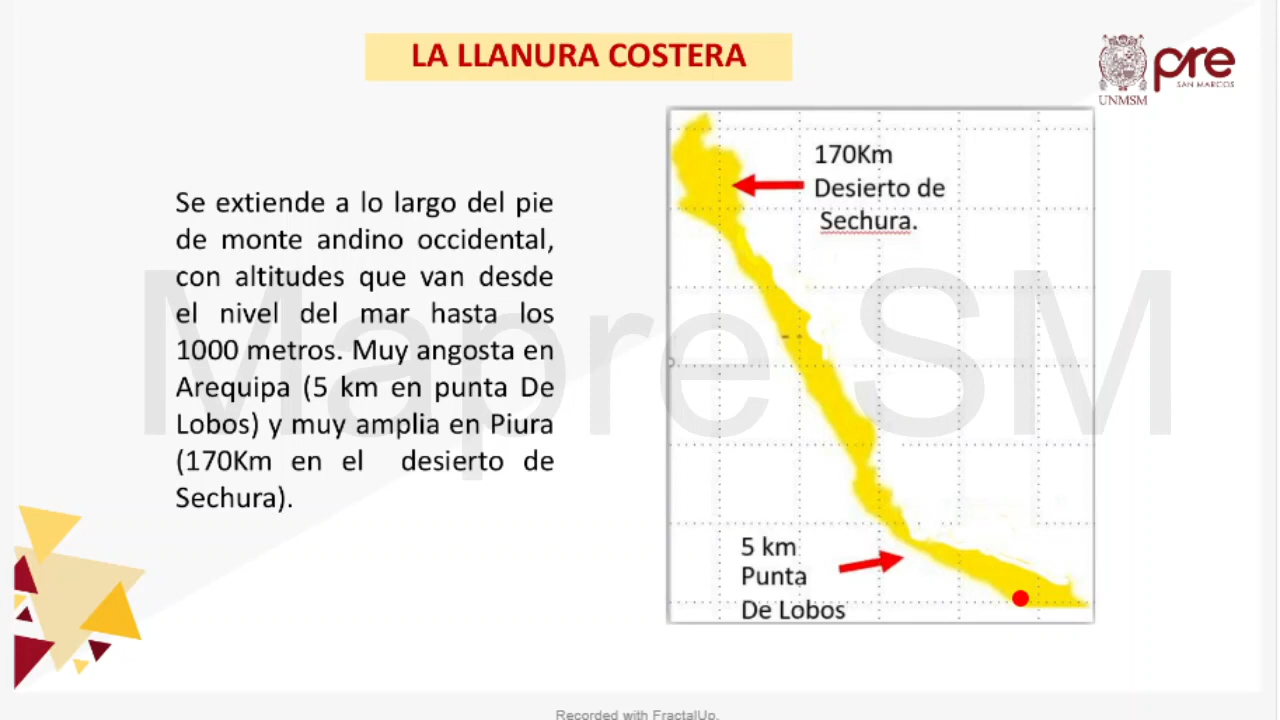 LA LLANURA COSTERA
UNMSM
pre
SAN MARCOS
Se extiende a lo largo del pie
de monte andino occidental,
con altitudes que van desde
el nivel del mar hasta los
1000 metros. Muy angosta en
Arequipa (5 km en punta De
Lobos) y muy amplia en Piura
(170Km en el desierto de
Sechura).
170Km
Desierto de
Sechura.
5 km
Punta
De Lobos
Mapre SM
Recorded with FractalUp.